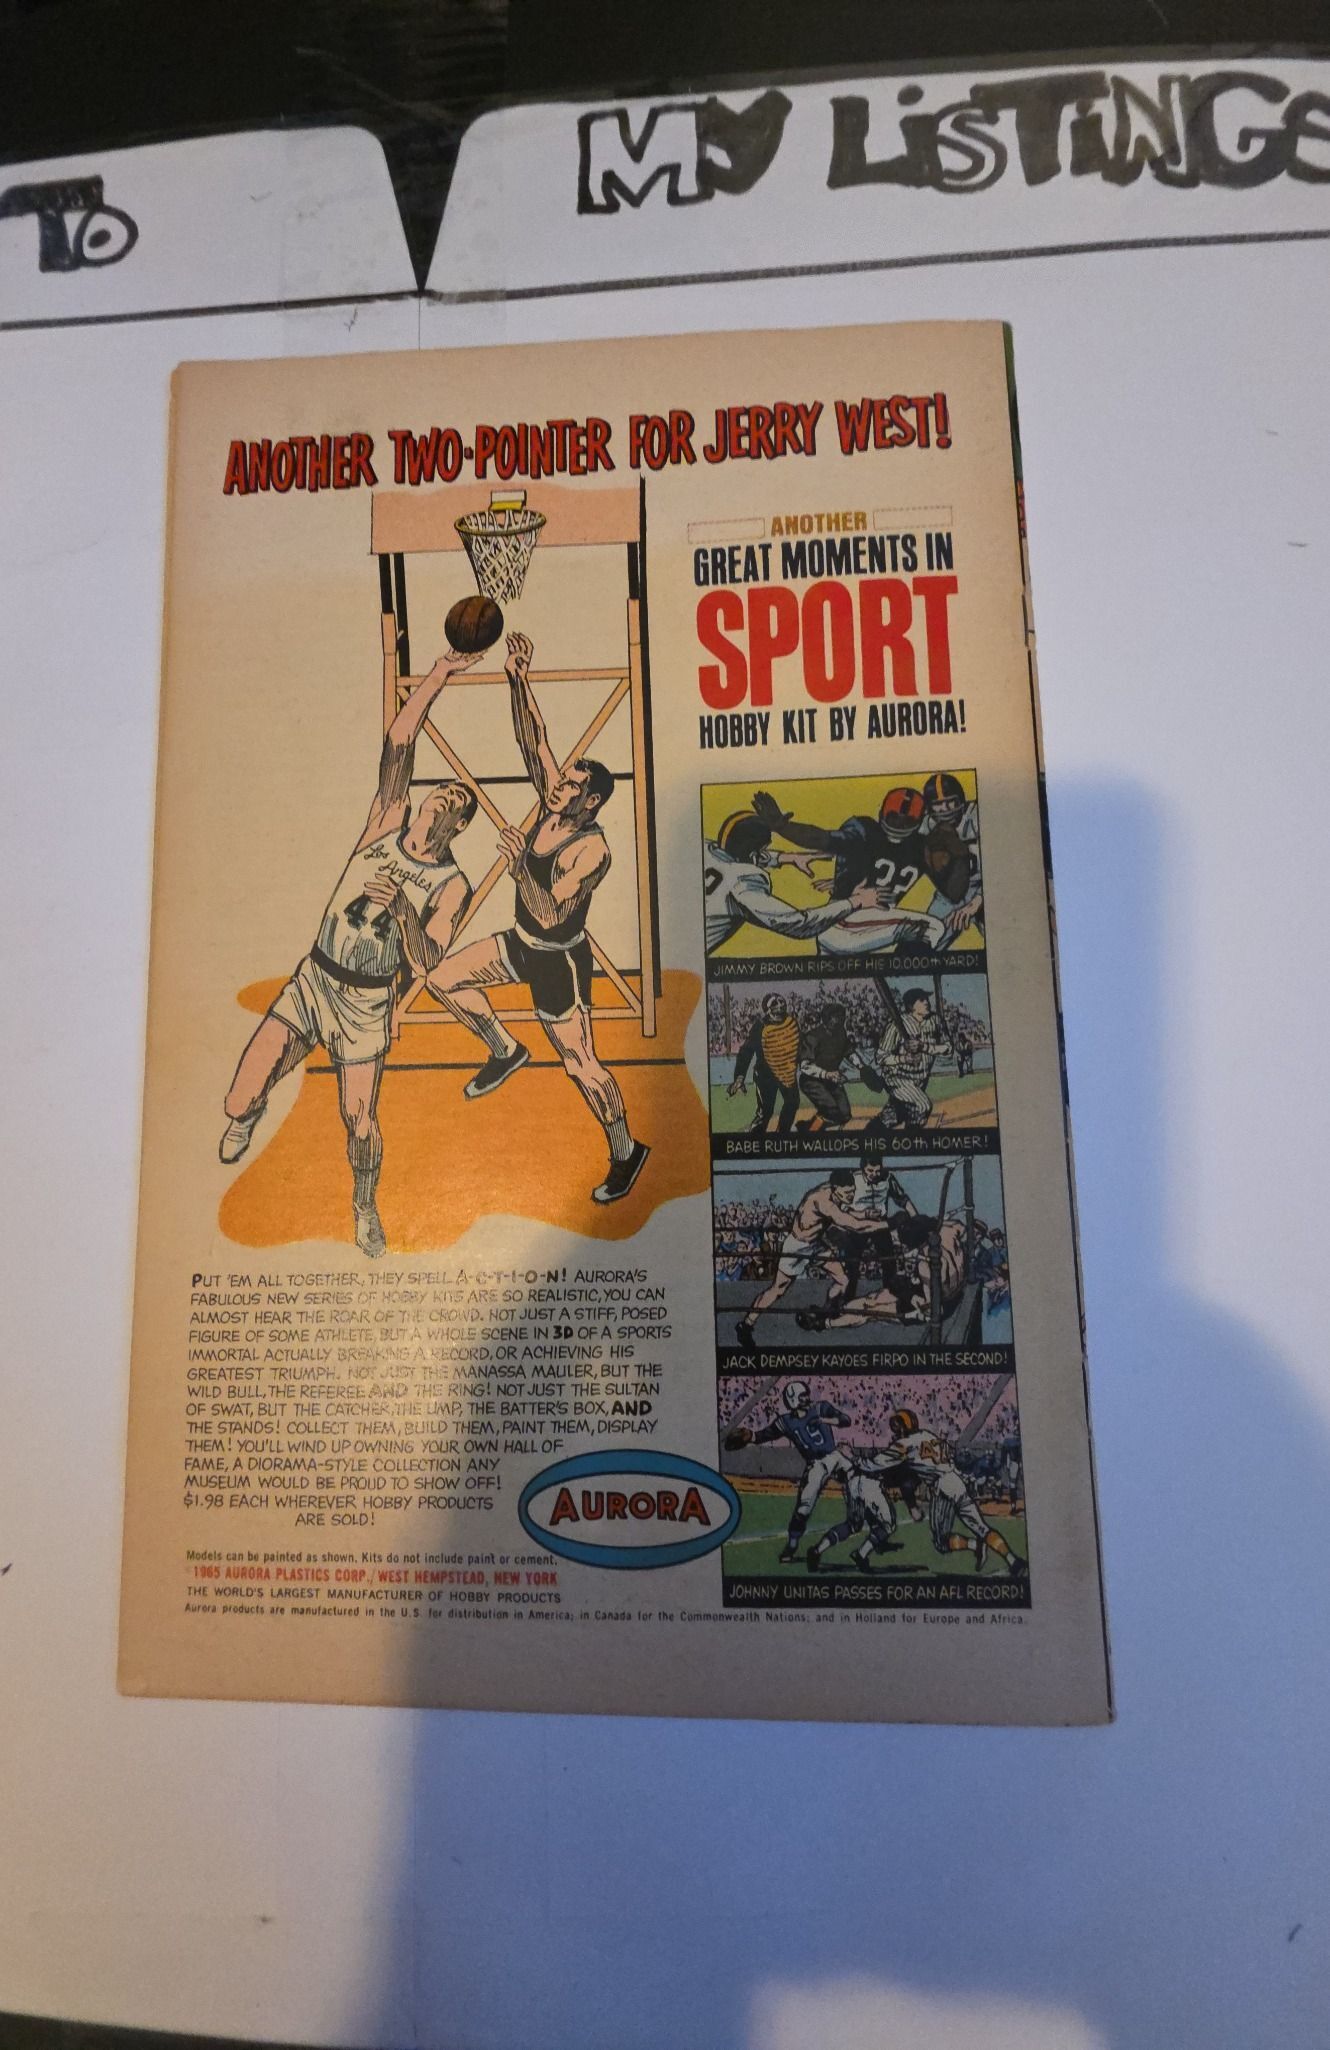 TO
MY LISTINGS
ANOTHER TWO-POINTER FOR JERRY WEST!
ANOTHER
GREAT MOMENTS IN
SPORT
HOBBY KIT BY AURORA!
Los
Angeles
44
22
JIMMY BROWN RIPS OFF HIS 10,000th YARD!
BABE RUTH WALLOPS HIS 60th HOMER!
JACK DEMPSEY KAYOES FIRPO IN THE SECOND!
15
JOHNNY UNITAS PASSES FOR AN AFL RECORD!
PUT 'EM ALL TOGETHER, THEY SPELL A-C-T-I-O-N! AURORA'S
FABULOUS NEW SERIES OF HOBBY KITS ARE SO REALISTIC, YOU CAN
ALMOST HEAR THE ROAR OF THE CROWD. NOT JUST A STIFF, POSED
FIGURE OF SOME ATHLETE, BUT A WHOLE SCENE IN 3D OF A SPORTS
IMMORTAL ACTUALLY BREAKING A RECORD, OR ACHIEVING HIS
GREATEST TRIUMPH. NOT JUST THE MANASSA MAULER, BUT THE
WILD BULL, THE REFEREE AND THE RING! NOT JUST THE SULTAN
OF SWAT, BUT THE CATCHER, THE UMP, THE BATTER'S BOX, AND
THE STANDS! COLLECT THEM, BUILD THEM, PAINT THEM, DISPLAY
THEM! YOU'LL WIND UP OWNING YOUR OWN HALL OF
FAME, A DIORAMA-STYLE COLLECTION ANY
MUSEUM WOULD BE PROUD TO SHOW OFF!
$1.98 EACH WHEREVER HOBBY PRODUCTS
ARE SOLD!
AURORA
Models can be painted as shown. Kits do not include paint or cement.
©1965 AURORA PLASTICS CORP./WEST HEMPSTEAD, NEW YORK
THE WORLD'S LARGEST MANUFACTURER OF HOBBY PRODUCTS
Aurora products are manufactured in the U.S. for distribution in America; in Canada for the Commonwealth Nations; and in Holland for Europe and Africa.